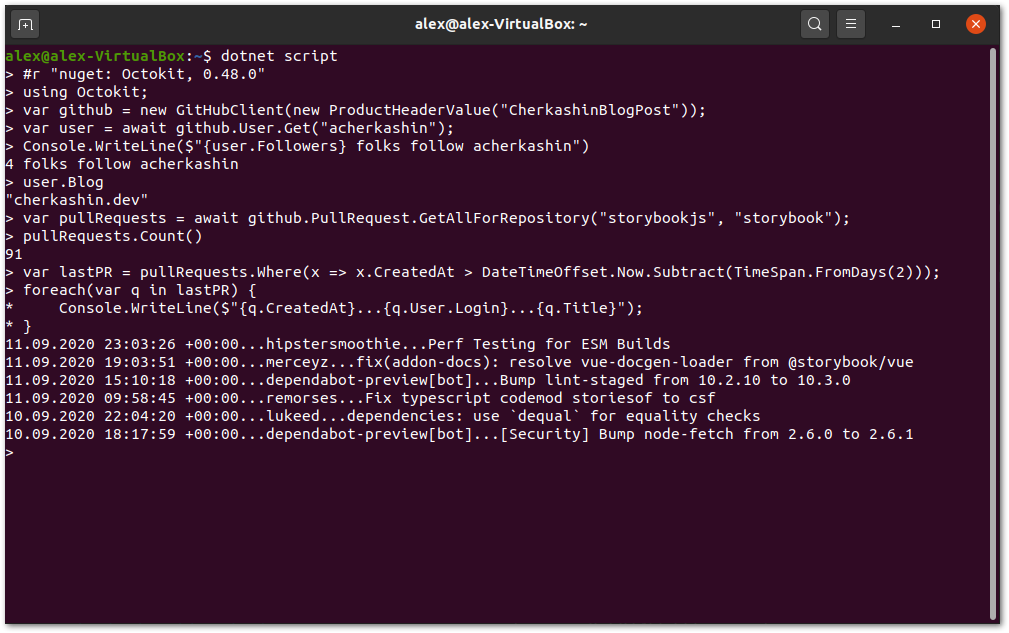 alex@alex-VirtualBox: ~
alex@alex-VirtualBox:~$ dotnet script
> #r "nuget: Octokit, 0.48.0"
> using Octokit;
> var github = new GitHubClient(new ProductHeaderValue("CherkashinBlogPost"));
> var user = await github.User.Get("acherkashin");
> Console.WriteLine($"{user.Followers} folks follow acherkashin")
4 folks follow acherkashin
> user.Blog
"cherkashin.dev"
> var pullRequests = await github.PullRequest.GetAllForRepository("storybookjs", "storybook");
> pullRequests.Count()
91
> var lastPR = pullRequests.Where(x => x.CreatedAt > DateTimeOffset.Now.Subtract(TimeSpan.FromDays(2)));
> foreach(var q in lastPR) {
*     Console.WriteLine($"{q.CreatedAt}...{q.User.Login}...{q.Title}");
* }
11.09.2020 23:03:26 +00:00...hipstersmoothie...Perf Testing for ESM Builds
11.09.2020 19:03:51 +00:00...merceyz...fix(addon-docs): resolve vue-docgen-loader from @storybook/vue
11.09.2020 15:10:18 +00:00...dependabot-preview[bot]...Bump lint-staged from 10.2.10 to 10.3.0
11.09.2020 09:58:45 +00:00...remorses...Fix typescript codemod storiesof to csf
10.09.2020 22:04:20 +00:00...lukeed...dependencies: use `dequal` for equality checks
10.09.2020 18:17:59 +00:00...dependabot-preview[bot]...[Security] Bump node-fetch from 2.6.0 to 2.6.1
>